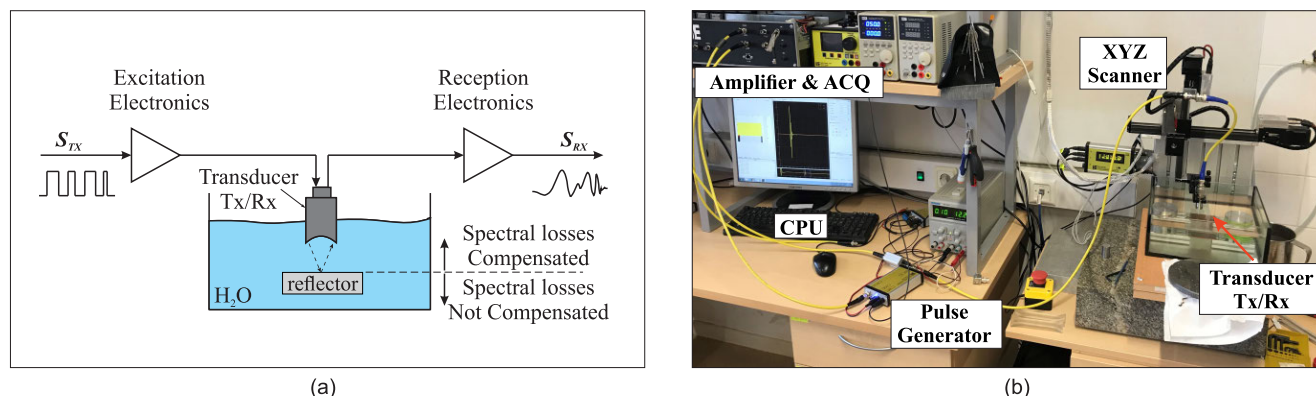 Excitation
Electronics
Reception
Electronics
S_TX
S_RX
Transducer
Tx/Rx
Spectral losses
Compensated
reflector
H₂O
Spectral losses
Not Compensated
(a)
XYZ
Scanner
Amplifier & ACQ
CPU
Transducer
Tx/Rx
Pulse
Generator
(b)